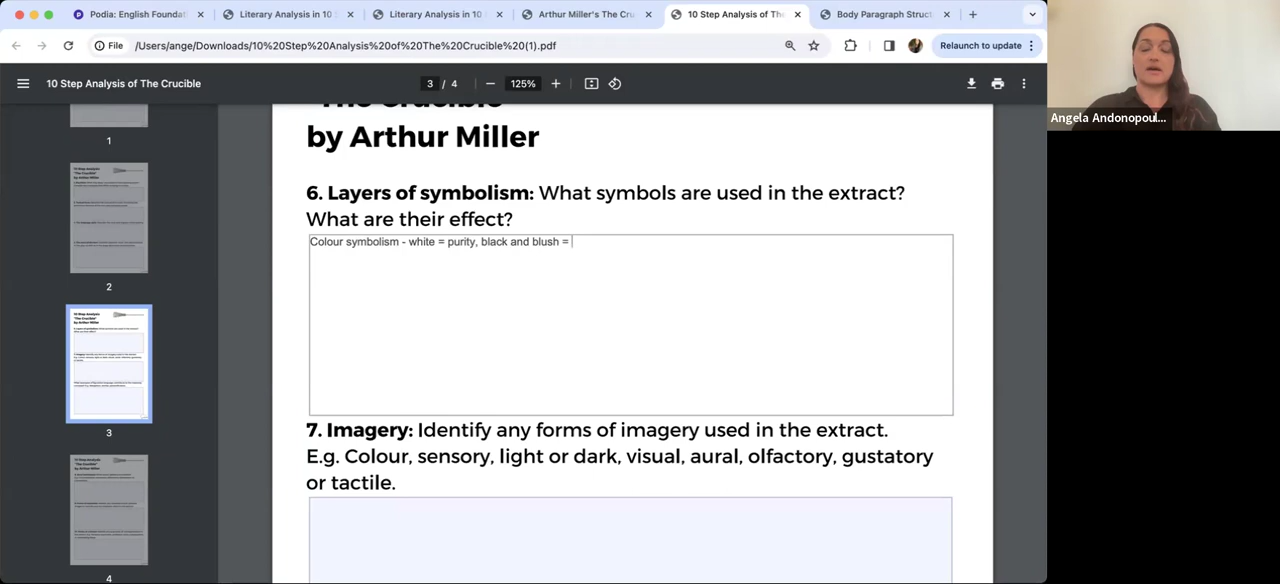 Podia: English Foundat
Literary Analysis in 10 S
Literary Analysis in 10 S
Arthur Miller's The Cru
10 Step Analysis of The
Body Paragraph Struct
File
/Users/ange/Downloads/10%20Step%20Analysis%20of%20The%20Crucible%20(1).pdf
Relaunch to update
10 Step Analysis of The Crucible
3 / 4
125%
Angela Andonopoul...
"The Crucible"
by Arthur Miller
1
6. Layers of symbolism: What symbols are used in the extract?
What are their effect?
Colour symbolism - white = purity, black and blush =
2
3
7. Imagery: Identify any forms of imagery used in the extract.
E.g. Colour, sensory, light or dark, visual, aural, olfactory, gustatory
or tactile.
4